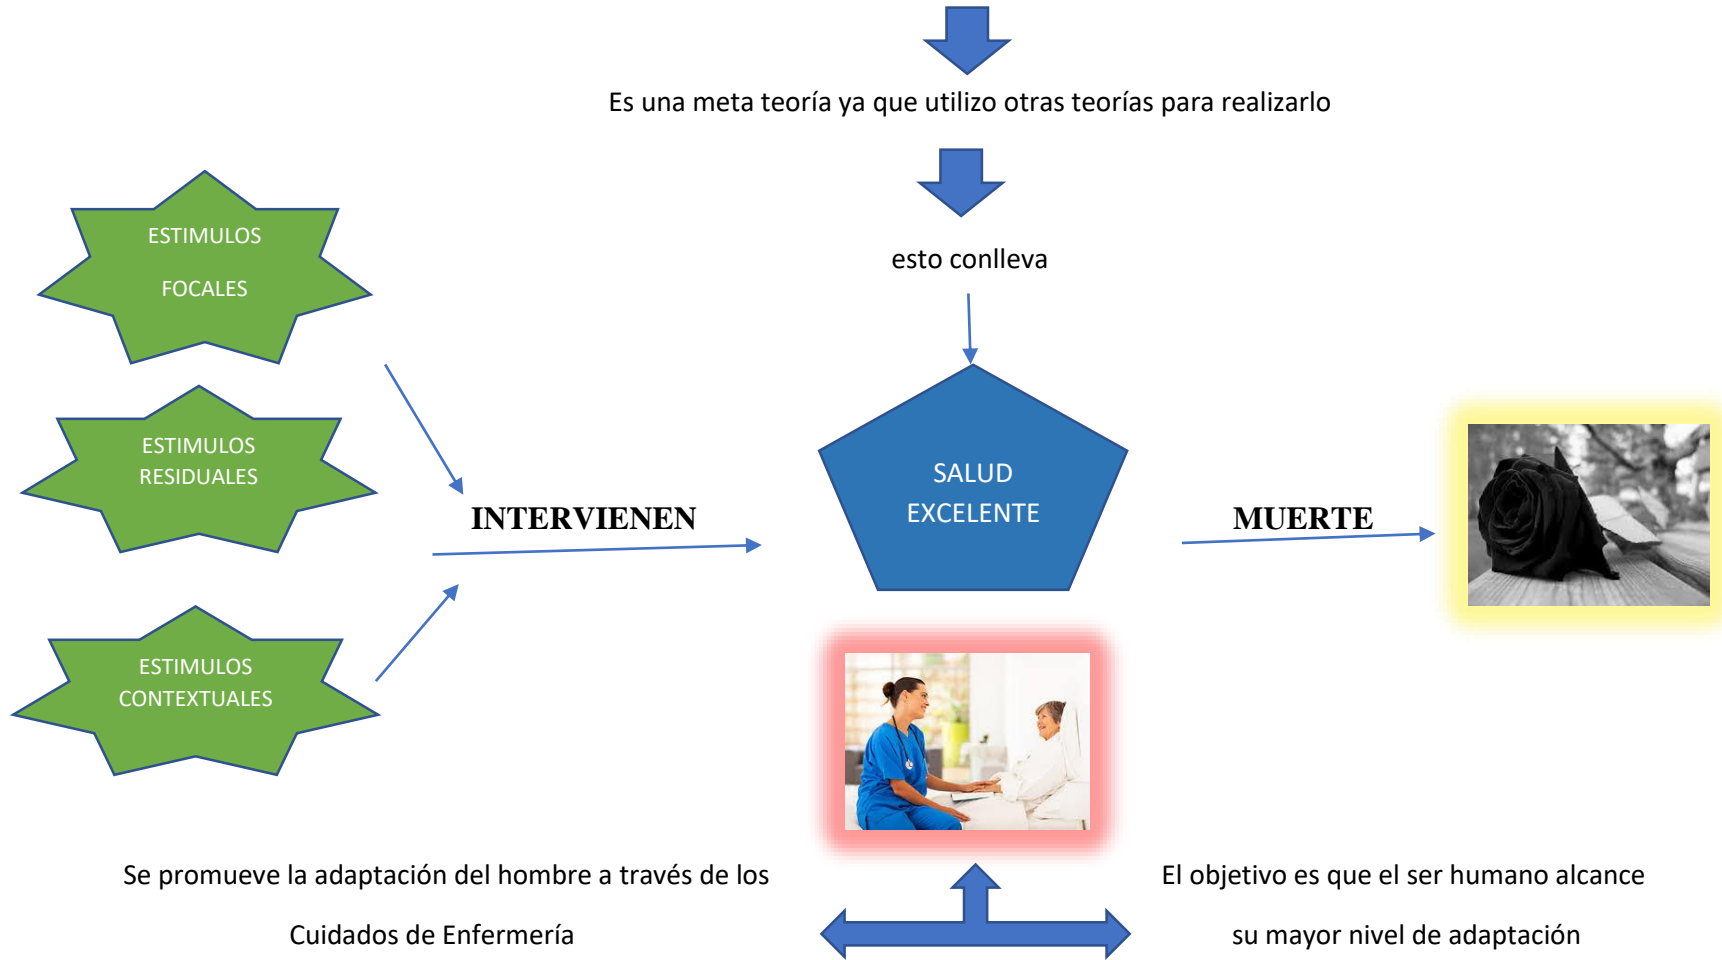 Es una meta teoría ya que utilizo otras teorías para realizarlo
esto conlleva
ESTIMULOS
FOCALES
ESTIMULOS
RESIDUALES
ESTIMULOS
CONTEXTUALES
INTERVIENEN
SALUD
EXCELENTE
MUERTE
Se promueve la adaptación del hombre a través de los
Cuidados de Enfermería
El objetivo es que el ser humano alcance
su mayor nivel de adaptación